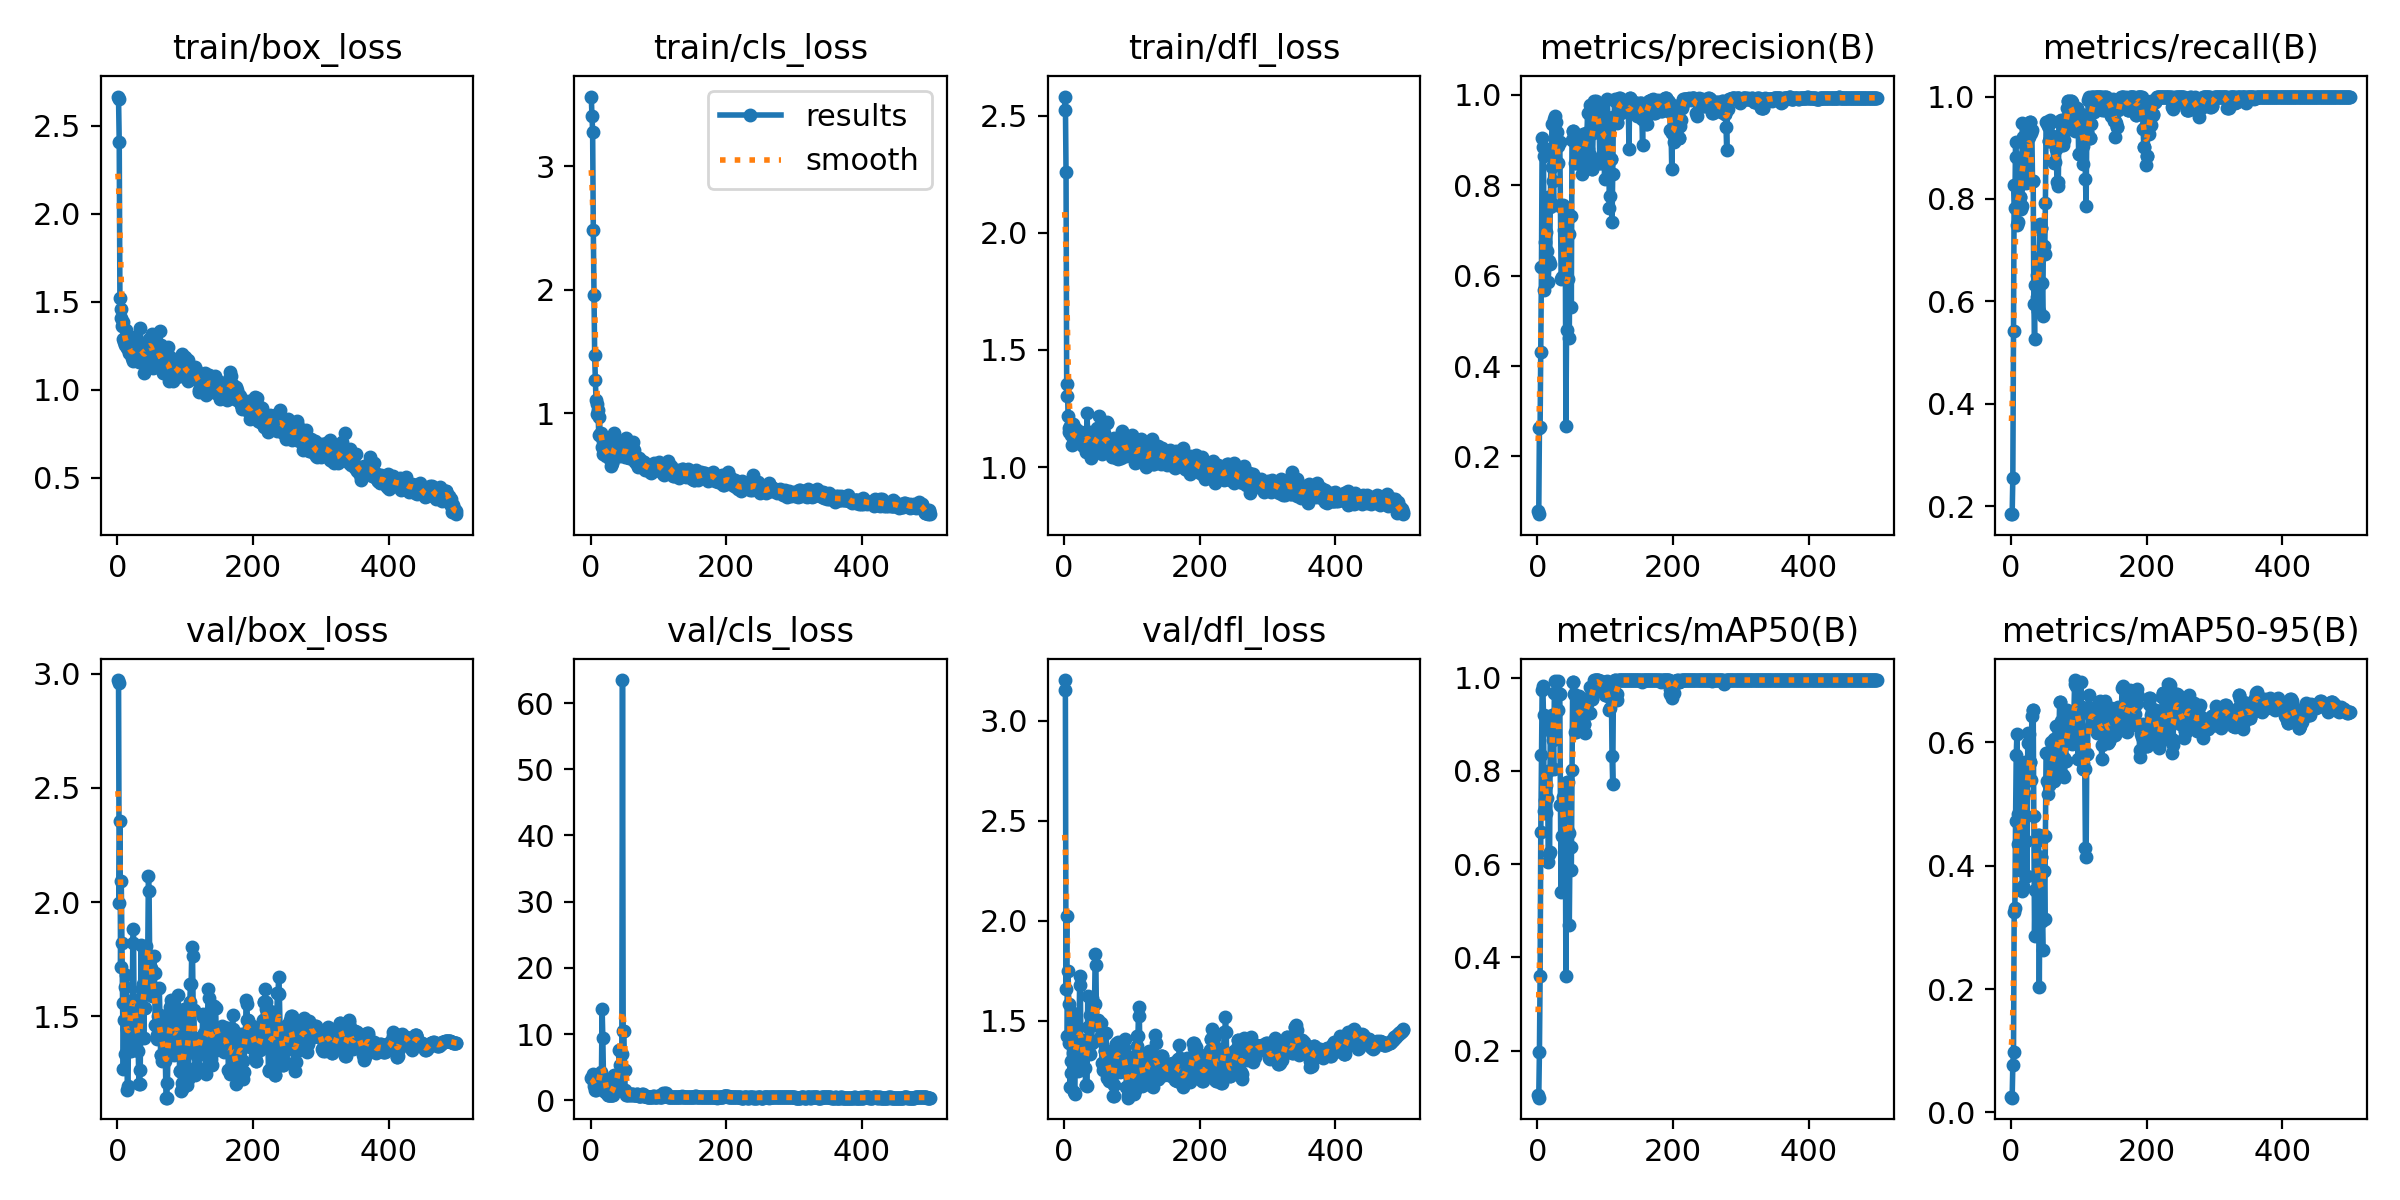 train/box_loss
2.5
2.0
1.5
1.0
0.5
0 200 400
train/cls_loss
results
smooth
3
2
1
0 200 400
train/dfl_loss
2.5
2.0
1.5
1.0
0 200 400
metrics/precision(B)
1.0
0.8
0.6
0.4
0.2
0 200 400
metrics/recall(B)
1.0
0.8
0.6
0.4
0.2
0 200 400
val/box_loss
3.0
2.5
2.0
1.5
0 200 400
val/cls_loss
60
50
40
30
20
10
0
0 200 400
val/dfl_loss
3.0
2.5
2.0
1.5
0 200 400
metrics/mAP50(B)
1.0
0.8
0.6
0.4
0.2
0 200 400
metrics/mAP50-95(B)
0.6
0.4
0.2
0.0
0 200 400